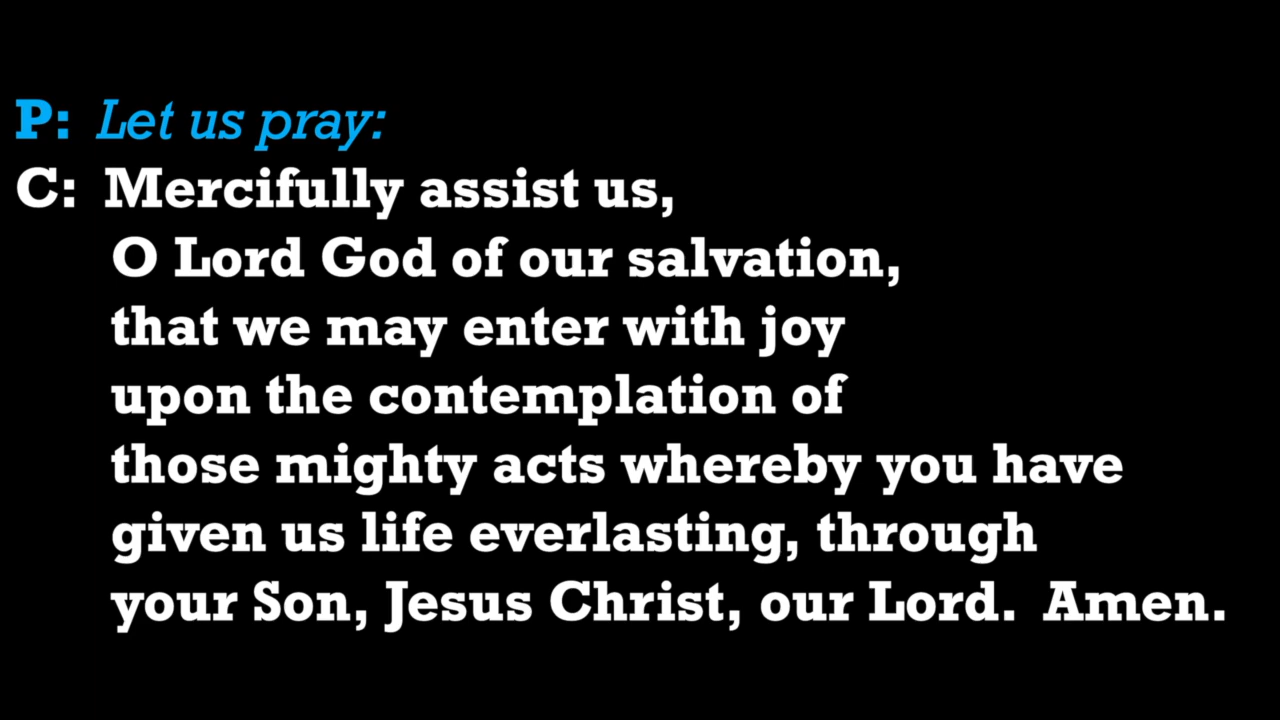 P: Let us pray:
C: Mercifully assist us,
O Lord God of our salvation,
that we may enter with joy
upon the contemplation of
those mighty acts whereby you have
given us life everlasting, through
your Son, Jesus Christ, our Lord. Amen.